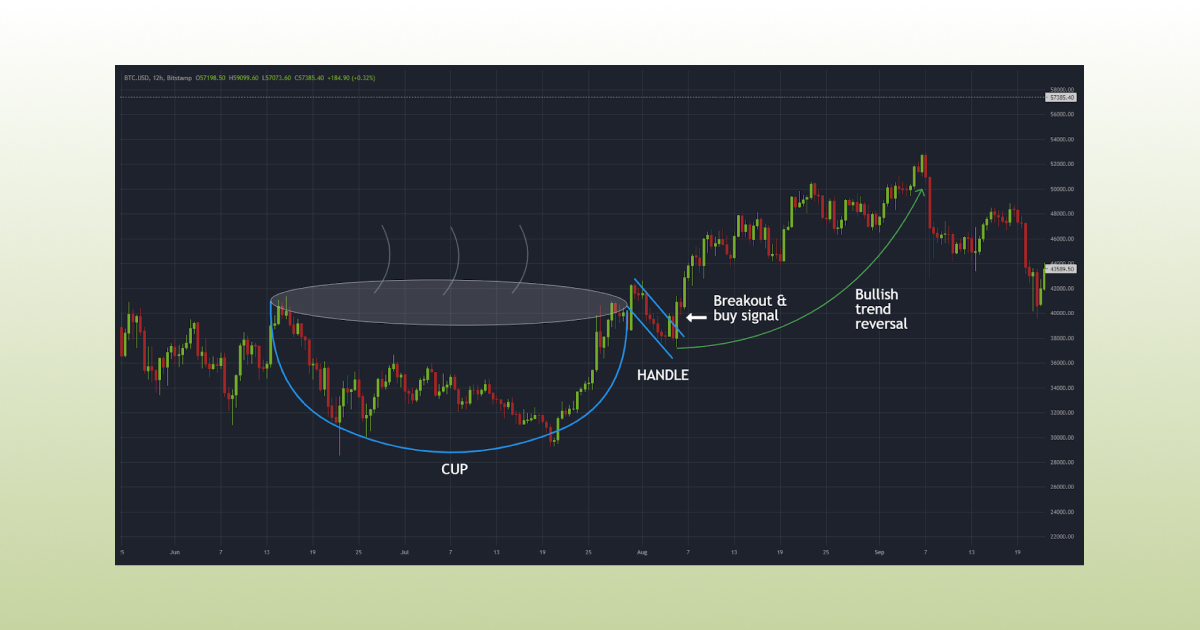 BTC.USD, 12h, Bitstamp O57198.50 H59099.60 L57073.60 C57385.40 +184.90 (+0.32%)
58000.00
57385.40
56000.00
54000.00
52000.00
50000.00
48000.00
46000.00
44000.00
43589.50
42000.00
40000.00
38000.00
36000.00
34000.00
32000.00
30000.00
28000.00
26000.00
24000.00
22000.00
Breakout &
buy signal
Bullish
trend
reversal
HANDLE
CUP
5 Jun 7 13 19 25 Jul 7 13 19 25 Aug 7 13 19 25 Sep 7 13 19